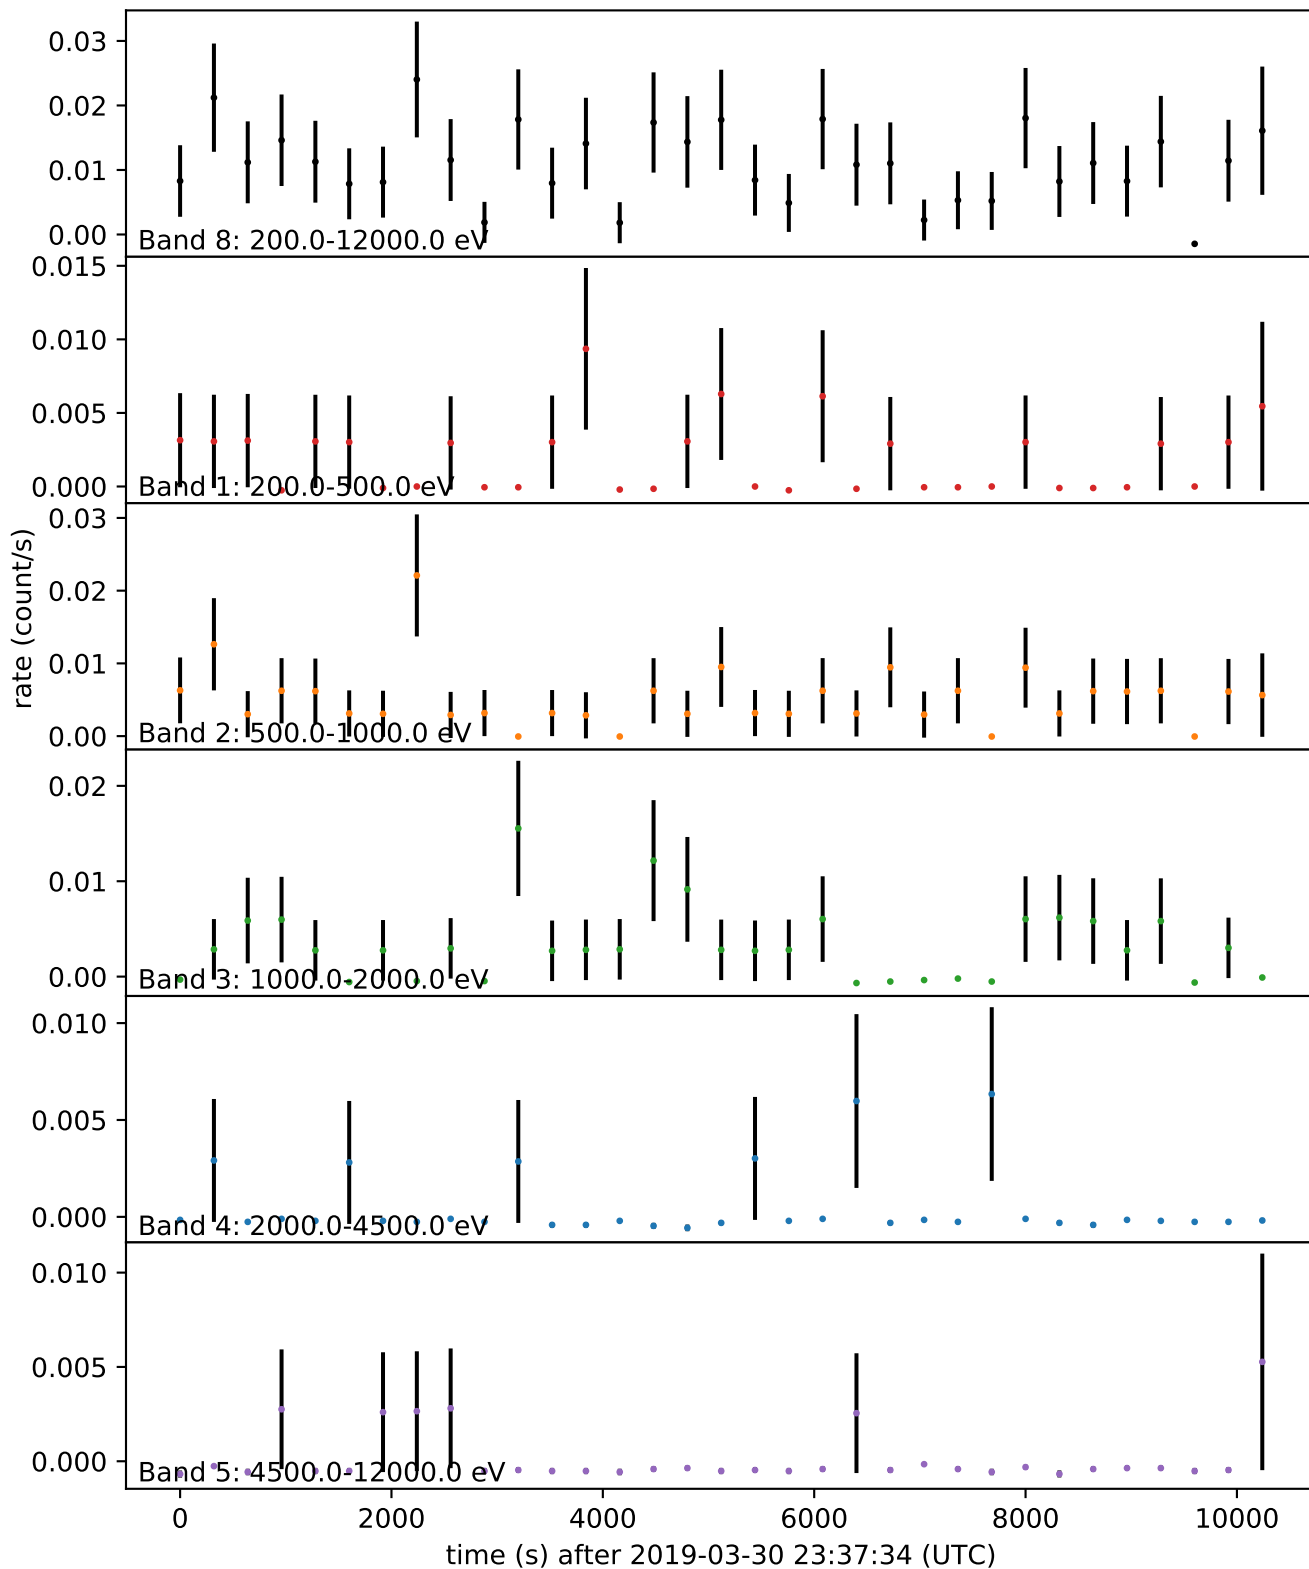 0.03
0.02
0.01
0.00
Band 8: 200.0-12000.0 eV
0.015
0.010
0.005
0.000
Band 1: 200.0-500.0 eV
0.03
0.02
0.01
0.00
Band 2: 500.0-1000.0 eV
rate (count/s)
0.02
0.01
0.00
Band 3: 1000.0-2000.0 eV
0.010
0.005
0.000
Band 4: 2000.0-4500.0 eV
0.010
0.005
0.000
Band 5: 4500.0-12000.0 eV
0 2000 4000 6000 8000 10000
time (s) after 2019-03-30 23:37:34 (UTC)